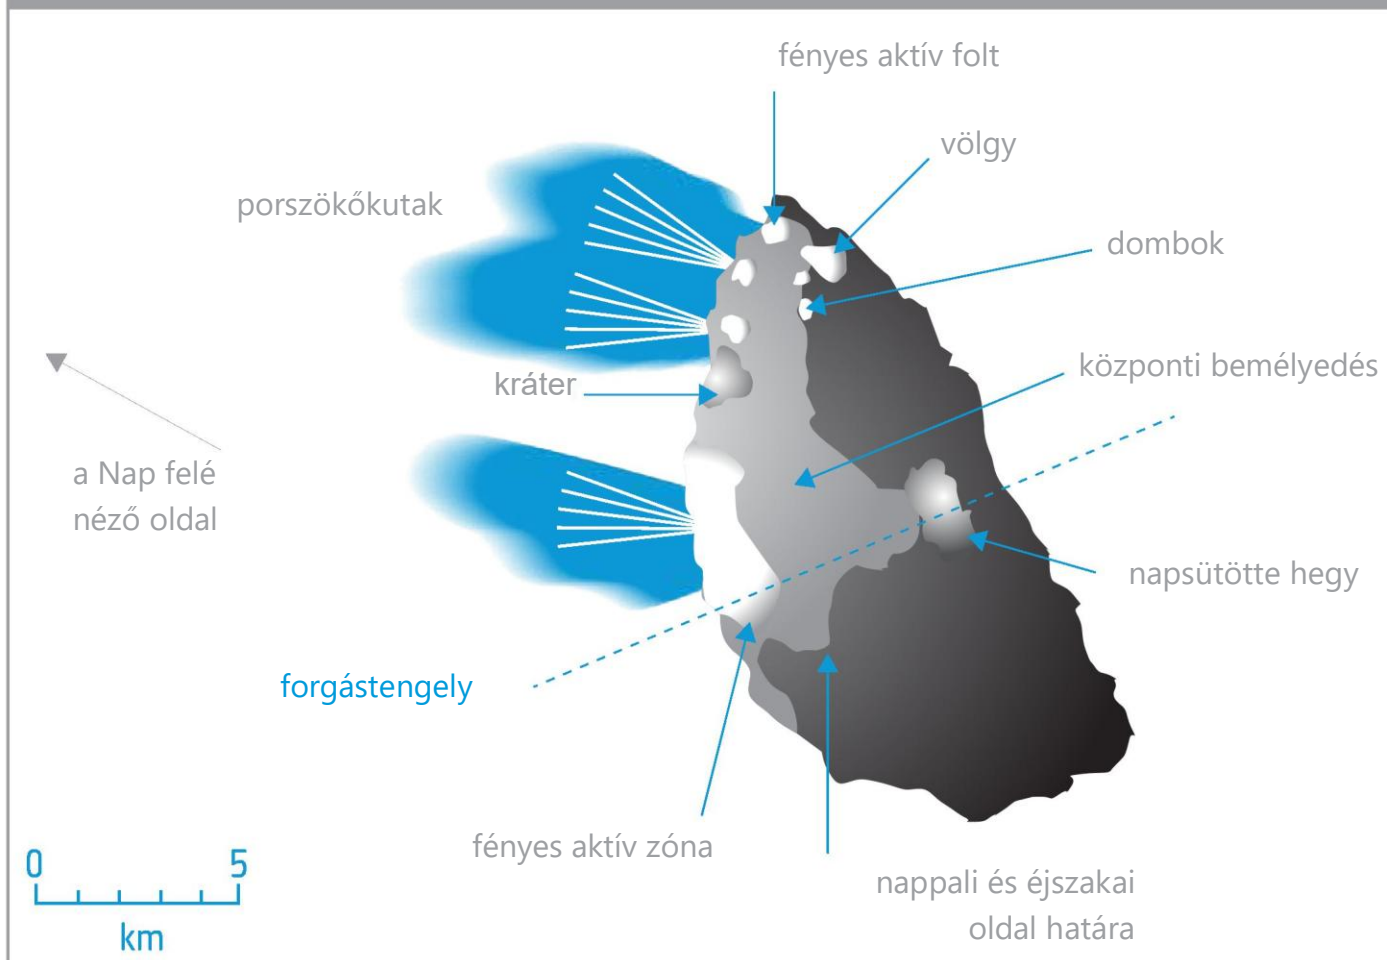 fényes aktív folt
völgy
porszökőkutak
dombok
központi bemélyedés
kráter
a Nap felé
néző oldal
napsütötte hegy
forgástengely
fényes aktív zóna
0 5
km
nappali és éjszakai
oldal határa